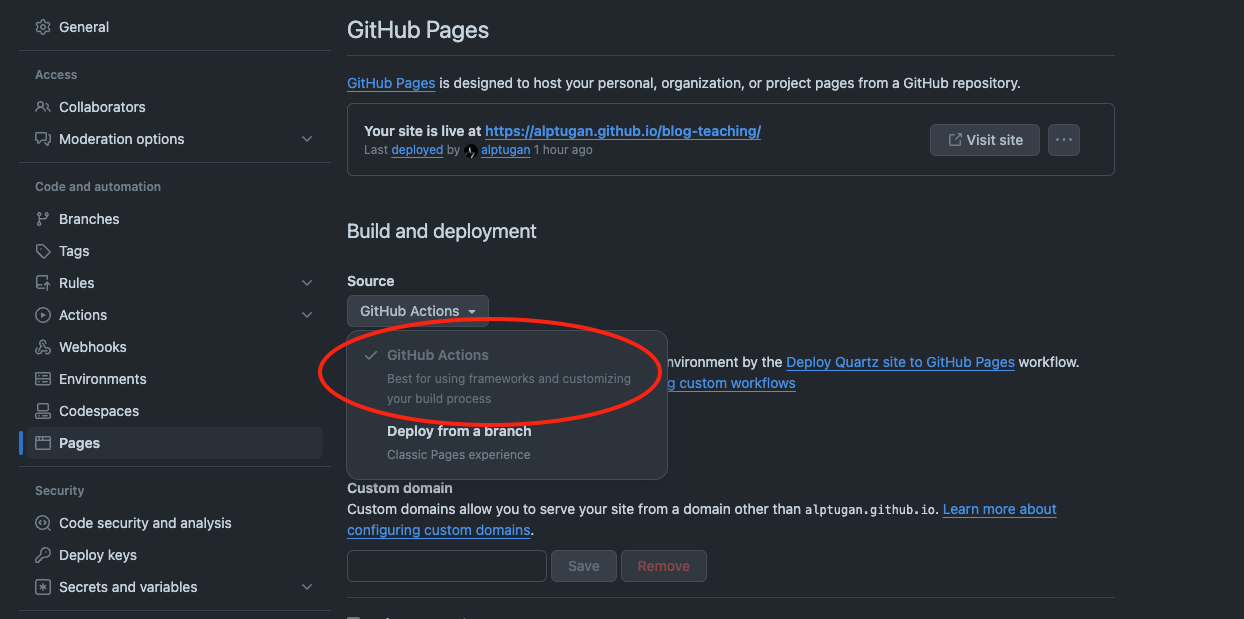 General
Access
Collaborators
Moderation options
Code and automation
Branches
Tags
Rules
Actions
Webhooks
Environments
Codespaces
Pages
Security
Code security and analysis
Deploy keys
Secrets and variables
GitHub Pages
GitHub Pages is designed to host your personal, organization, or project pages from a GitHub repository.
Your site is live at https://alptugan.github.io/blog-teaching/
Last deployed by alptugan 1 hour ago
Visit site
Build and deployment
Source
GitHub Actions
GitHub Actions
Best for using frameworks and customizing
your build process
Deploy from a branch
Classic Pages experience
by the Deploy Quartz site to GitHub Pages workflow.
custom workflows
Custom domain
Custom domains allow you to serve your site from a domain other than alptugan.github.io. Learn more about
configuring custom domains.
Save
Remove